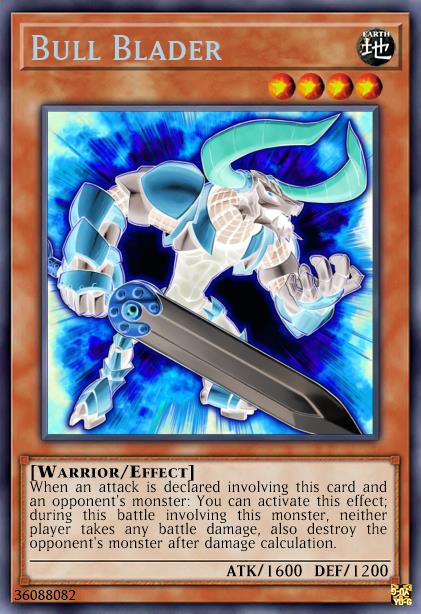 Bull Blader
EARTH
地
[Warrior/Effect]
When an attack is declared involving this card and
an opponent's monster: You can activate this effect;
during this battle involving this monster, neither
player takes any battle damage, also destroy the
opponent's monster after damage calculation.
ATK/1600 DEF/1200
36088082